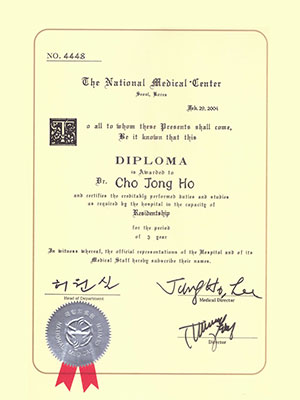 NO. 4448
The National Medical Center
Seoul, Korea
Feb. 29, 2004
To all to whom these Presents shall come,
Be it known that this
DIPLOMA
is Awarded to
Dr. Cho Jong Ho
and certifies the creditably performed duties and studies
as required by the hospital in the capacity of
Residentship
for the period
of 3 year
In witness whereof, the official representations of the Hospital and of its
Medical Staff hereby subscribe their names.
Head of Department
Medical Director
Director